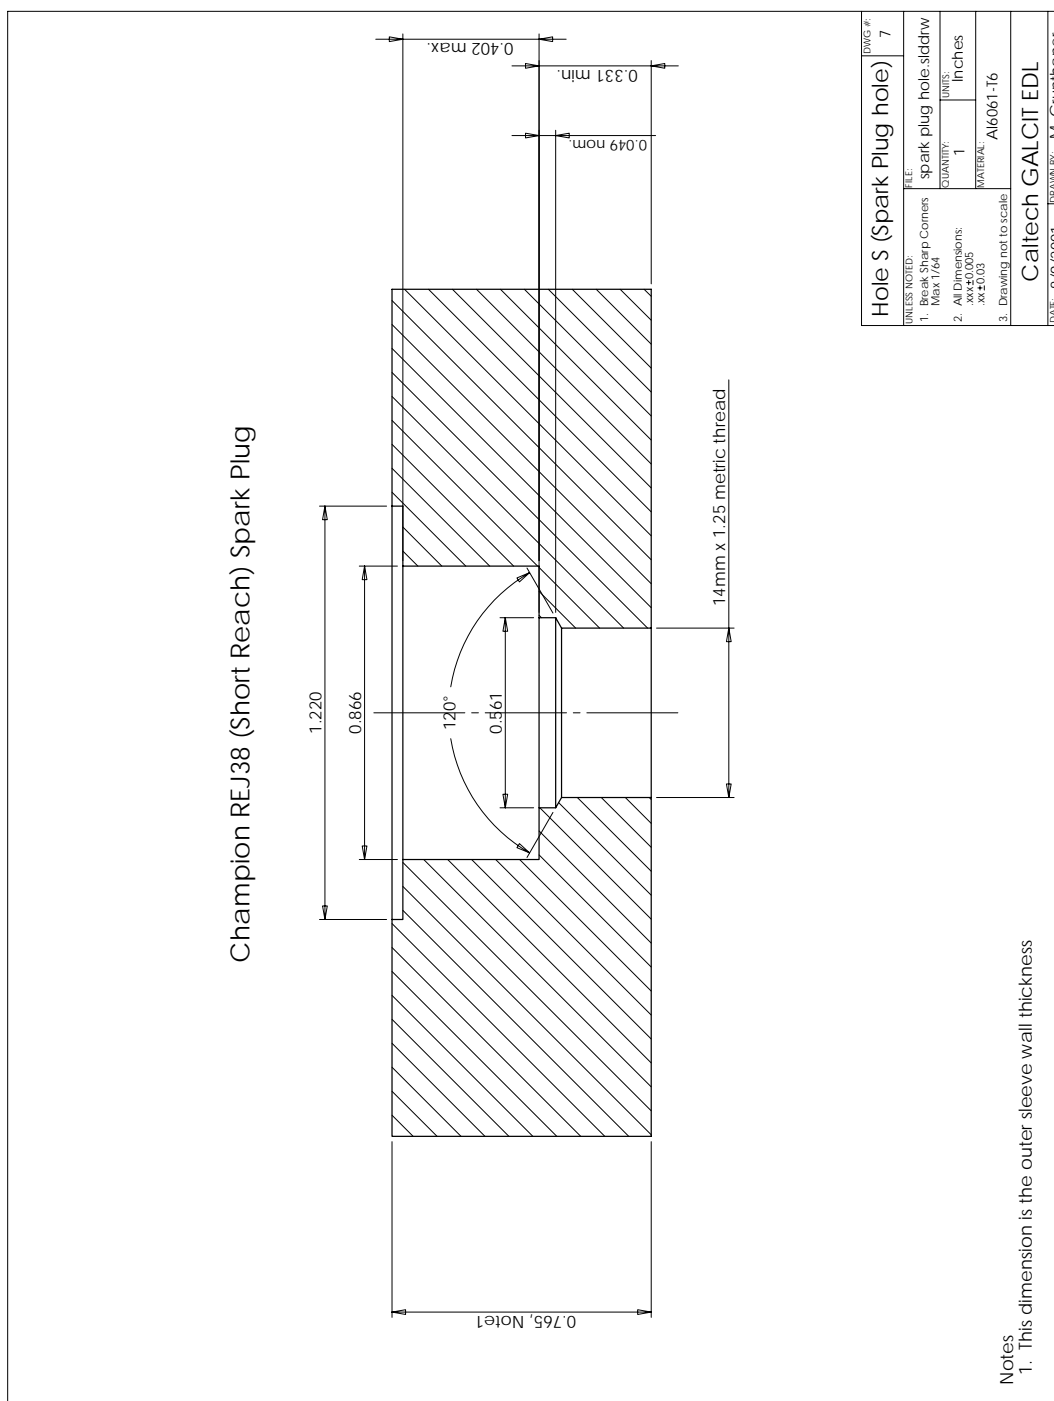 Champion REJ38 (Short Reach) Spark Plug
1.220
0.866
120°
0.561
14mm x 1.25 metric thread
0.402 max.
0.331 min.
0.049 nom.
0.765, Note1
Notes
1. This dimension is the outer sleeve wall thickness
Hole S (Spark Plug hole)
DWG #:
7
UNLESS NOTED:
1. Break Sharp Corners
Max 1/64
2. All Dimensions:
.xxx±0.005
.xx±0.03
3. Drawing not to scale
FILE:
spark plug hole.slddrw
QUANTITY:
1
UNITS:
Inches
MATERIAL:
Al6061-T6
Caltech GALCIT EDL
DATE:
DRAWN BY: